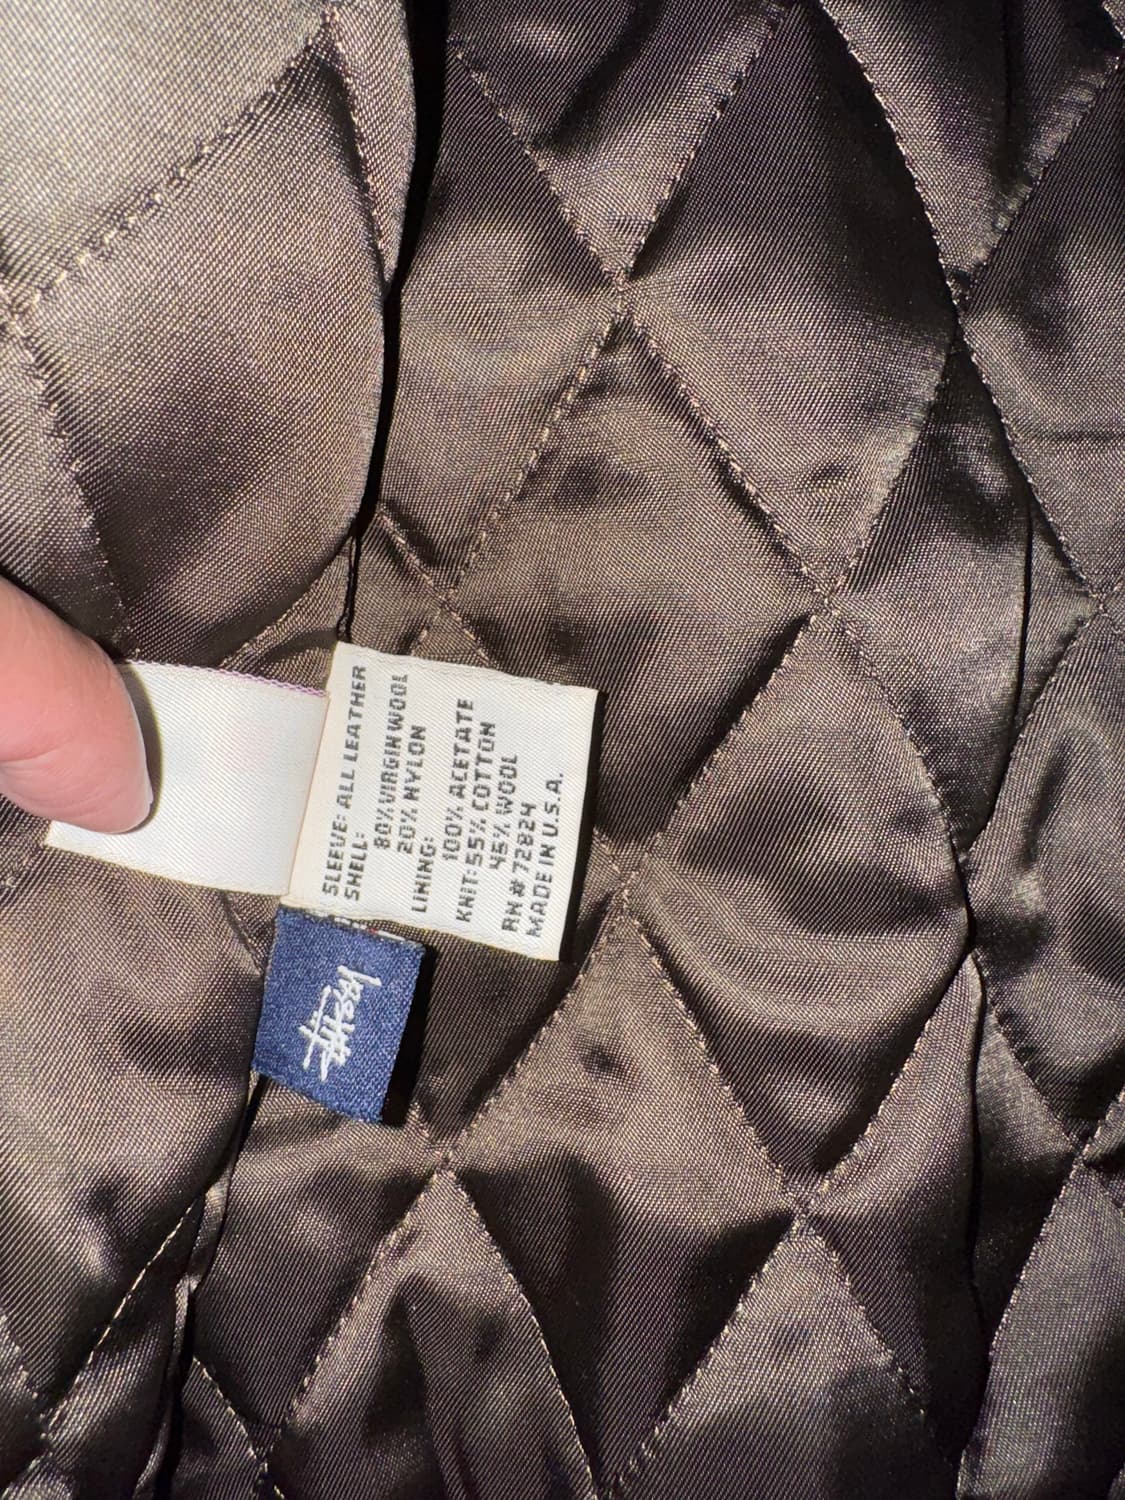 SLEEVE: ALL LEATHER
SHELL:
80% VIRGIN WOOL
20% NYLON
LINING:
100% ACETATE
KNIT: 55% COTTON
45% WOOL
RN # 72824
MADE IN U.S.A.